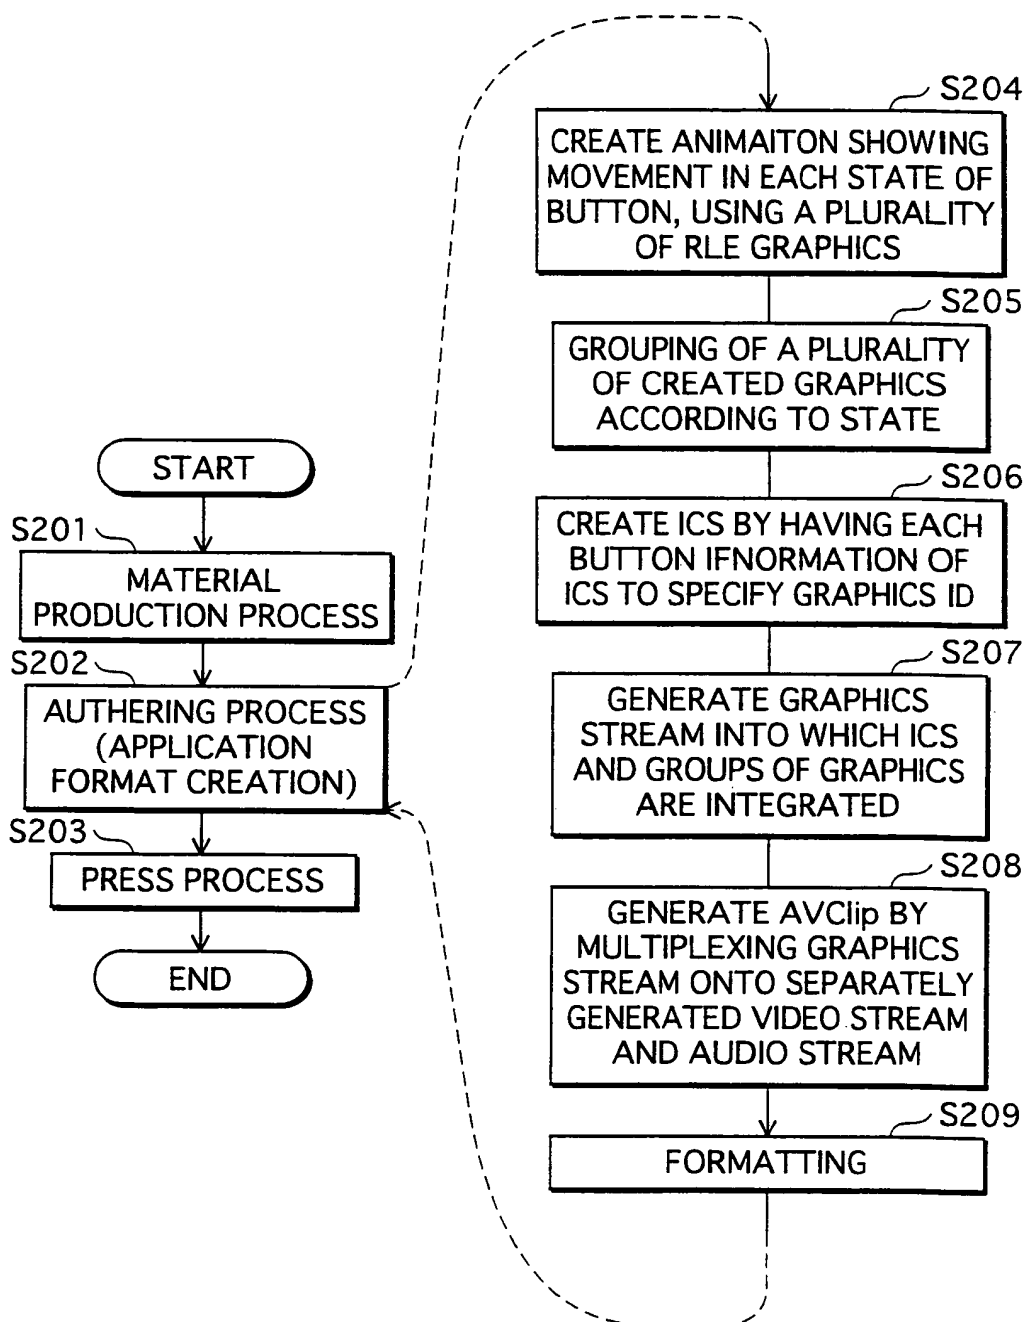 START
S201
MATERIAL
PRODUCTION PROCESS
S202
AUTHERING PROCESS
(APPLICATION
FORMAT CREATION)
S203
PRESS PROCESS
END
S204
CREATE ANIMAITON SHOWING
MOVEMENT IN EACH STATE OF
BUTTON, USING A PLURALITY
OF RLE GRAPHICS
S205
GROUPING OF A PLURALITY
OF CREATED GRAPHICS
ACCORDING TO STATE
S206
CREATE ICS BY HAVING EACH
BUTTON IFNORMATION OF
ICS TO SPECIFY GRAPHICS ID
S207
GENERATE GRAPHICS
STREAM INTO WHICH ICS
AND GROUPS OF GRAPHICS
ARE INTEGRATED
S208
GENERATE AVClip BY
MULTIPLEXING GRAPHICS
STREAM ONTO SEPARATELY
GENERATED VIDEO STREAM
AND AUDIO STREAM
S209
FORMATTING